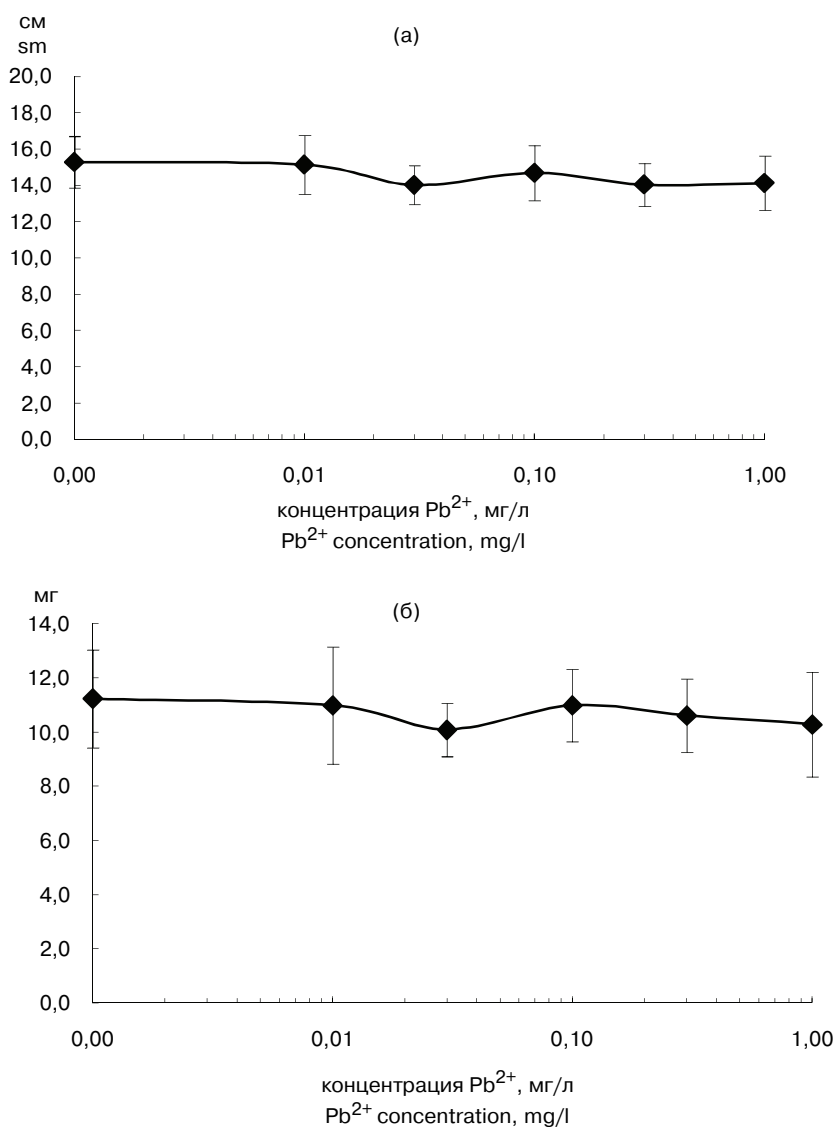 см
sm
(а)
20,0
18,0
16,0
14,0
12,0
10,0
8,0
6,0
4,0
2,0
0,0
0,00 0,01 0,10 1,00
концентрация Pb²⁺, мг/л
Pb²⁺ concentration, mg/l
мг
(б)
14,0
12,0
10,0
8,0
6,0
4,0
2,0
0,0
0,00 0,01 0,10 1,00
концентрация Pb²⁺, мг/л
Pb²⁺ concentration, mg/l